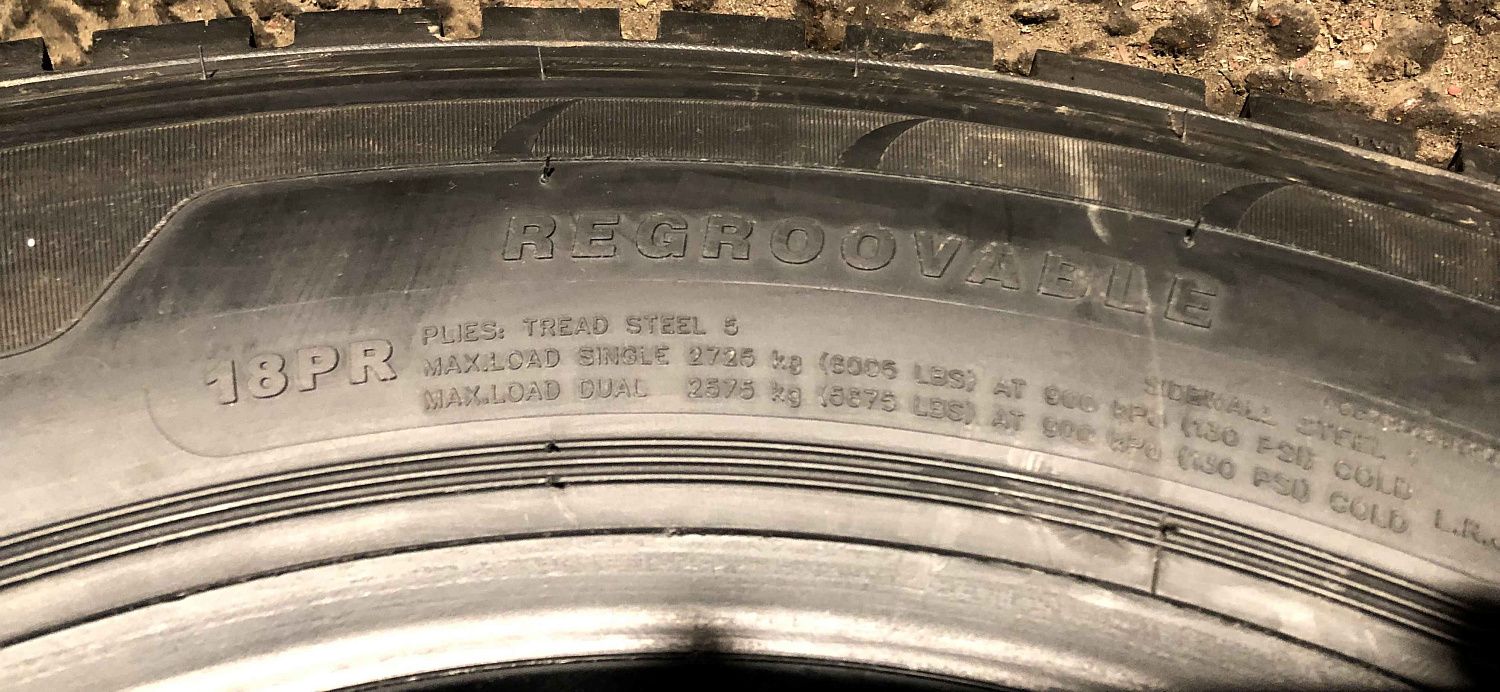 REGROOVABLE
18PR
PLIES: TREAD STEEL 5 SIDEWALL STEEL
MAX.LOAD SINGLE 2725 kg (6005 LBS) AT 900 kPa (130 PSI) COLD
MAX.LOAD DUAL 2575 kg (5675 LBS) AT 900 kPa (130 PSI) COLD
L.R.